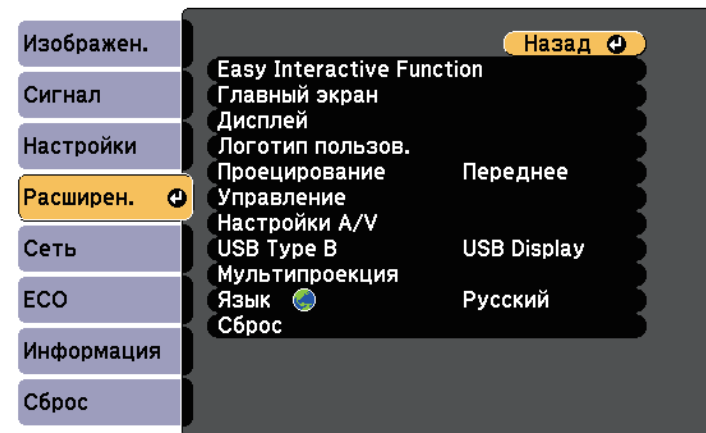 Изображен.
Сигнал
Настройки
Расширен.
Сеть
ECO
Информация
Сброс
Назад
Easy Interactive Function
Главный экран
Дисплей
Логотип пользов.
Проецирование Переднее
Управление
Настройки A/V
USB Type B USB Display
Мультипроекция
Язык Русский
Сброс